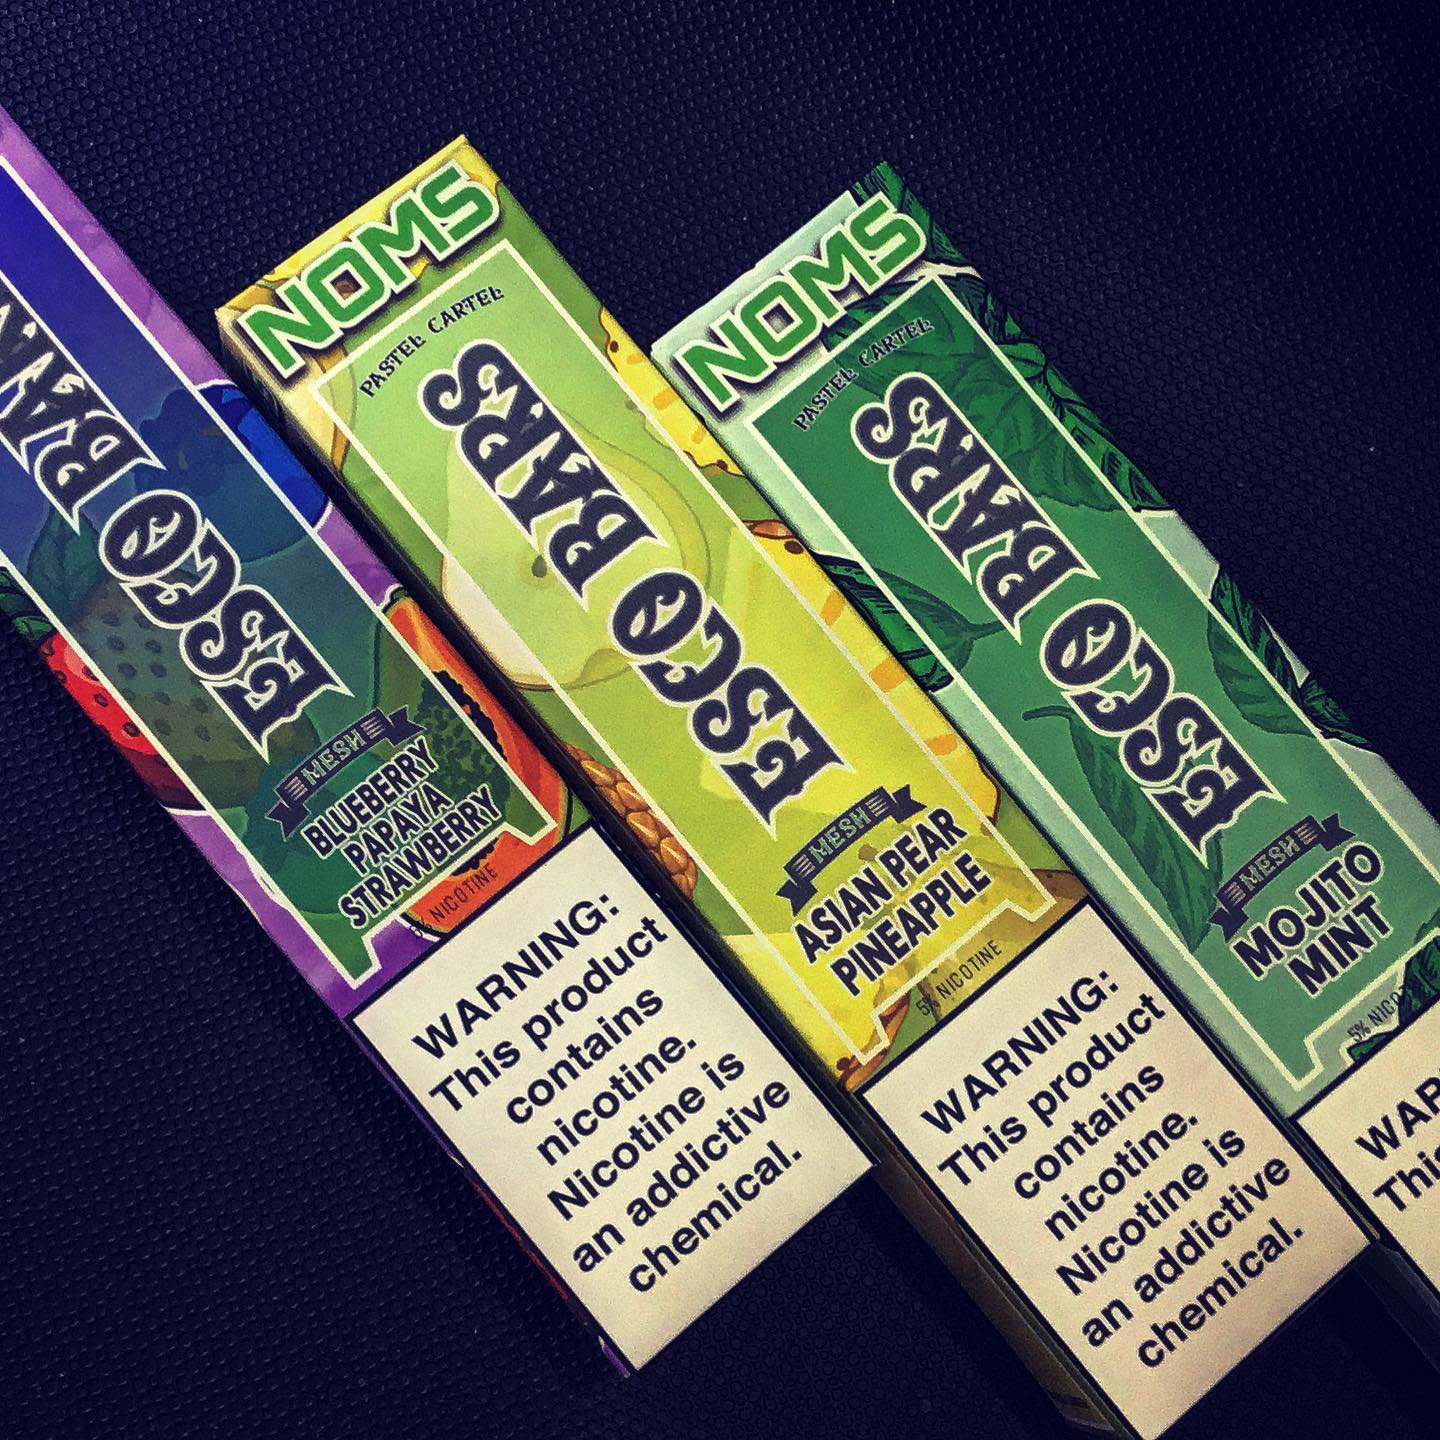 BARS
ESCO
MESH
BLUEBERRY
PAPAYA
STRAWBERRY
NICOTINE
WARNING:
This product
contains
nicotine.
Nicotine is
an addictive
chemical.
NOMS
PASTEL CARTEL
ESCO BARS
MESH
ASIAN PEAR
PINEAPPLE
5% NICOTINE
WARNING:
This product
contains
nicotine.
Nicotine is
an addictive
chemical.
NOMS
PASTEL CARTEL
ESCO BARS
MESH
MOJITO
MINT
5%